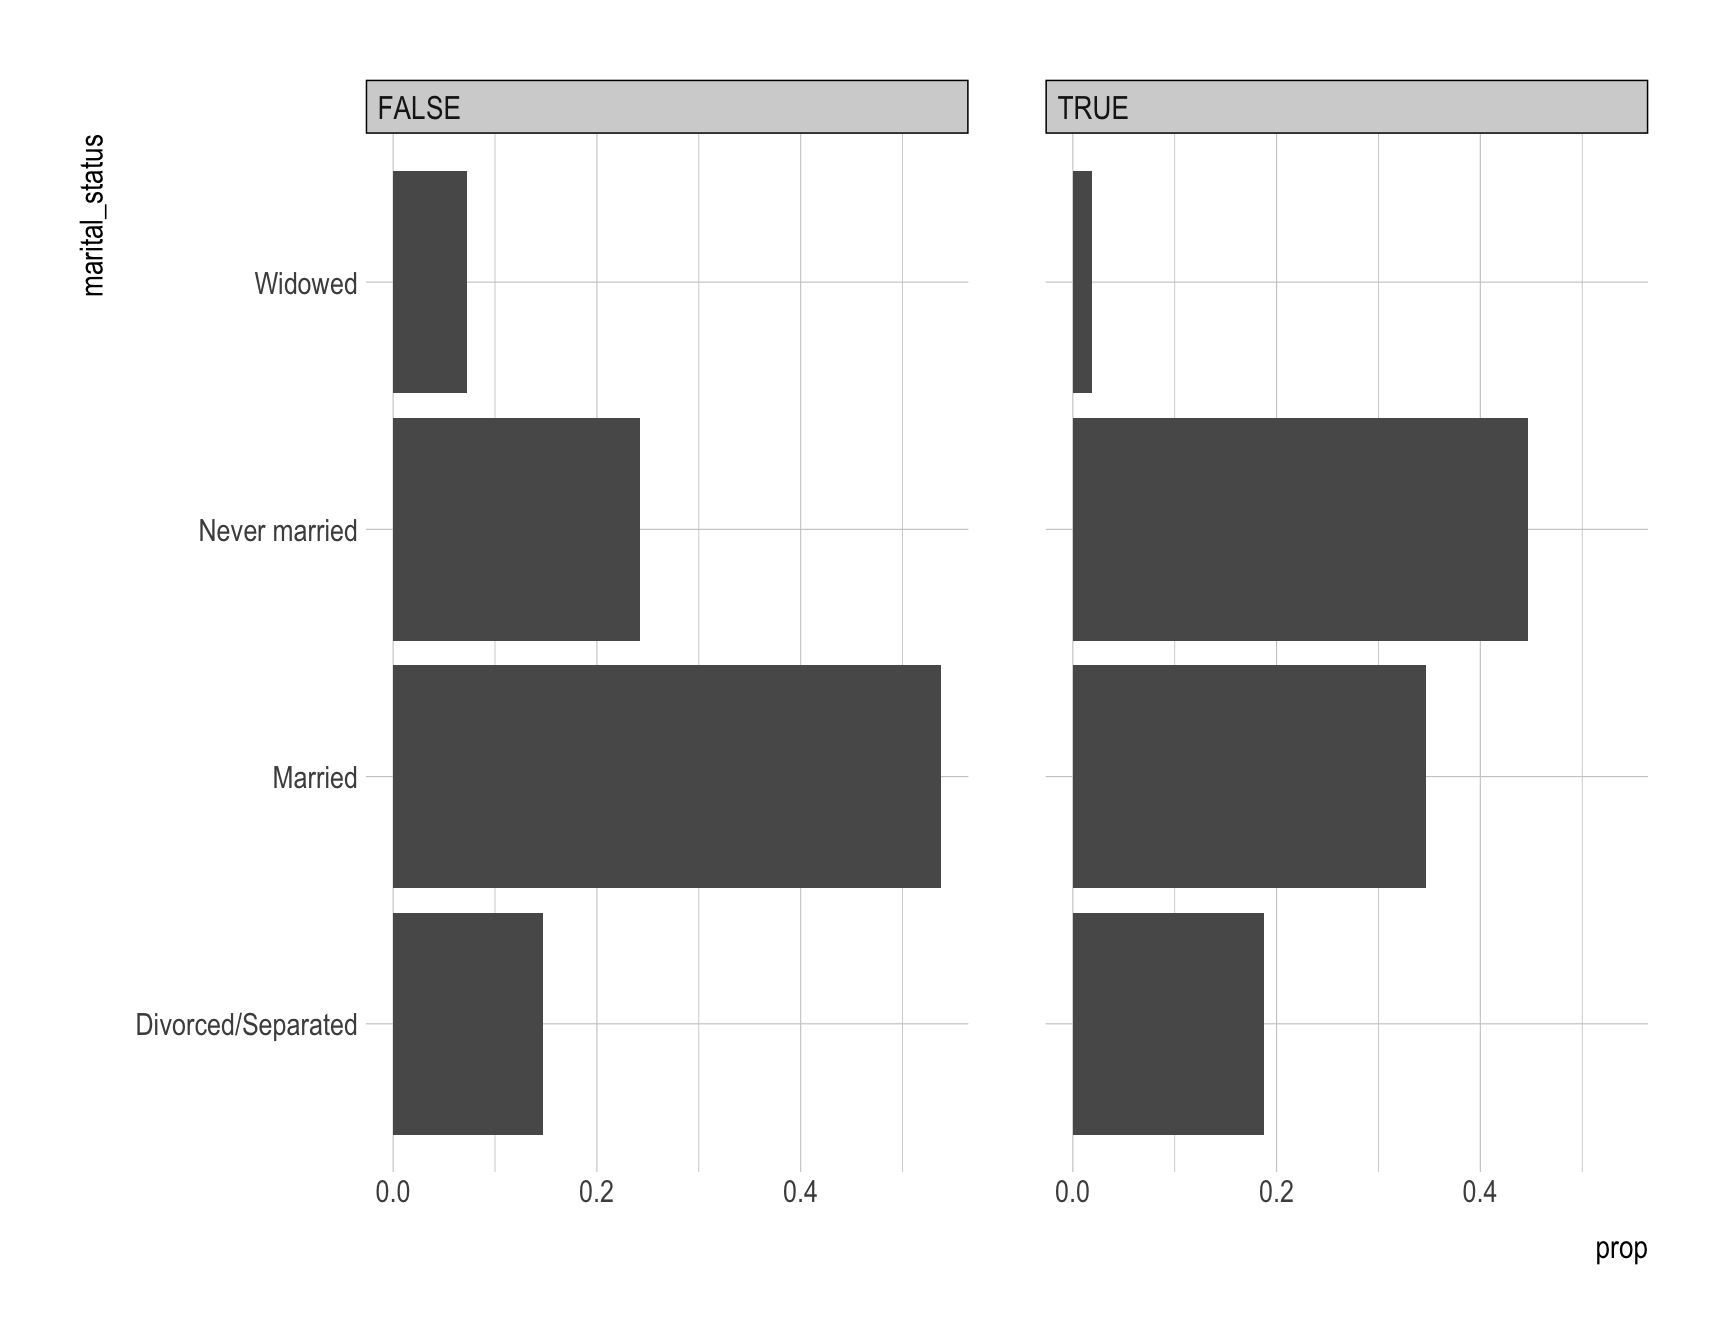 FALSE
TRUE
marital_status
Widowed
Never married
Married
Divorced/Separated
0.0 0.2 0.4
0.0 0.2 0.4
prop